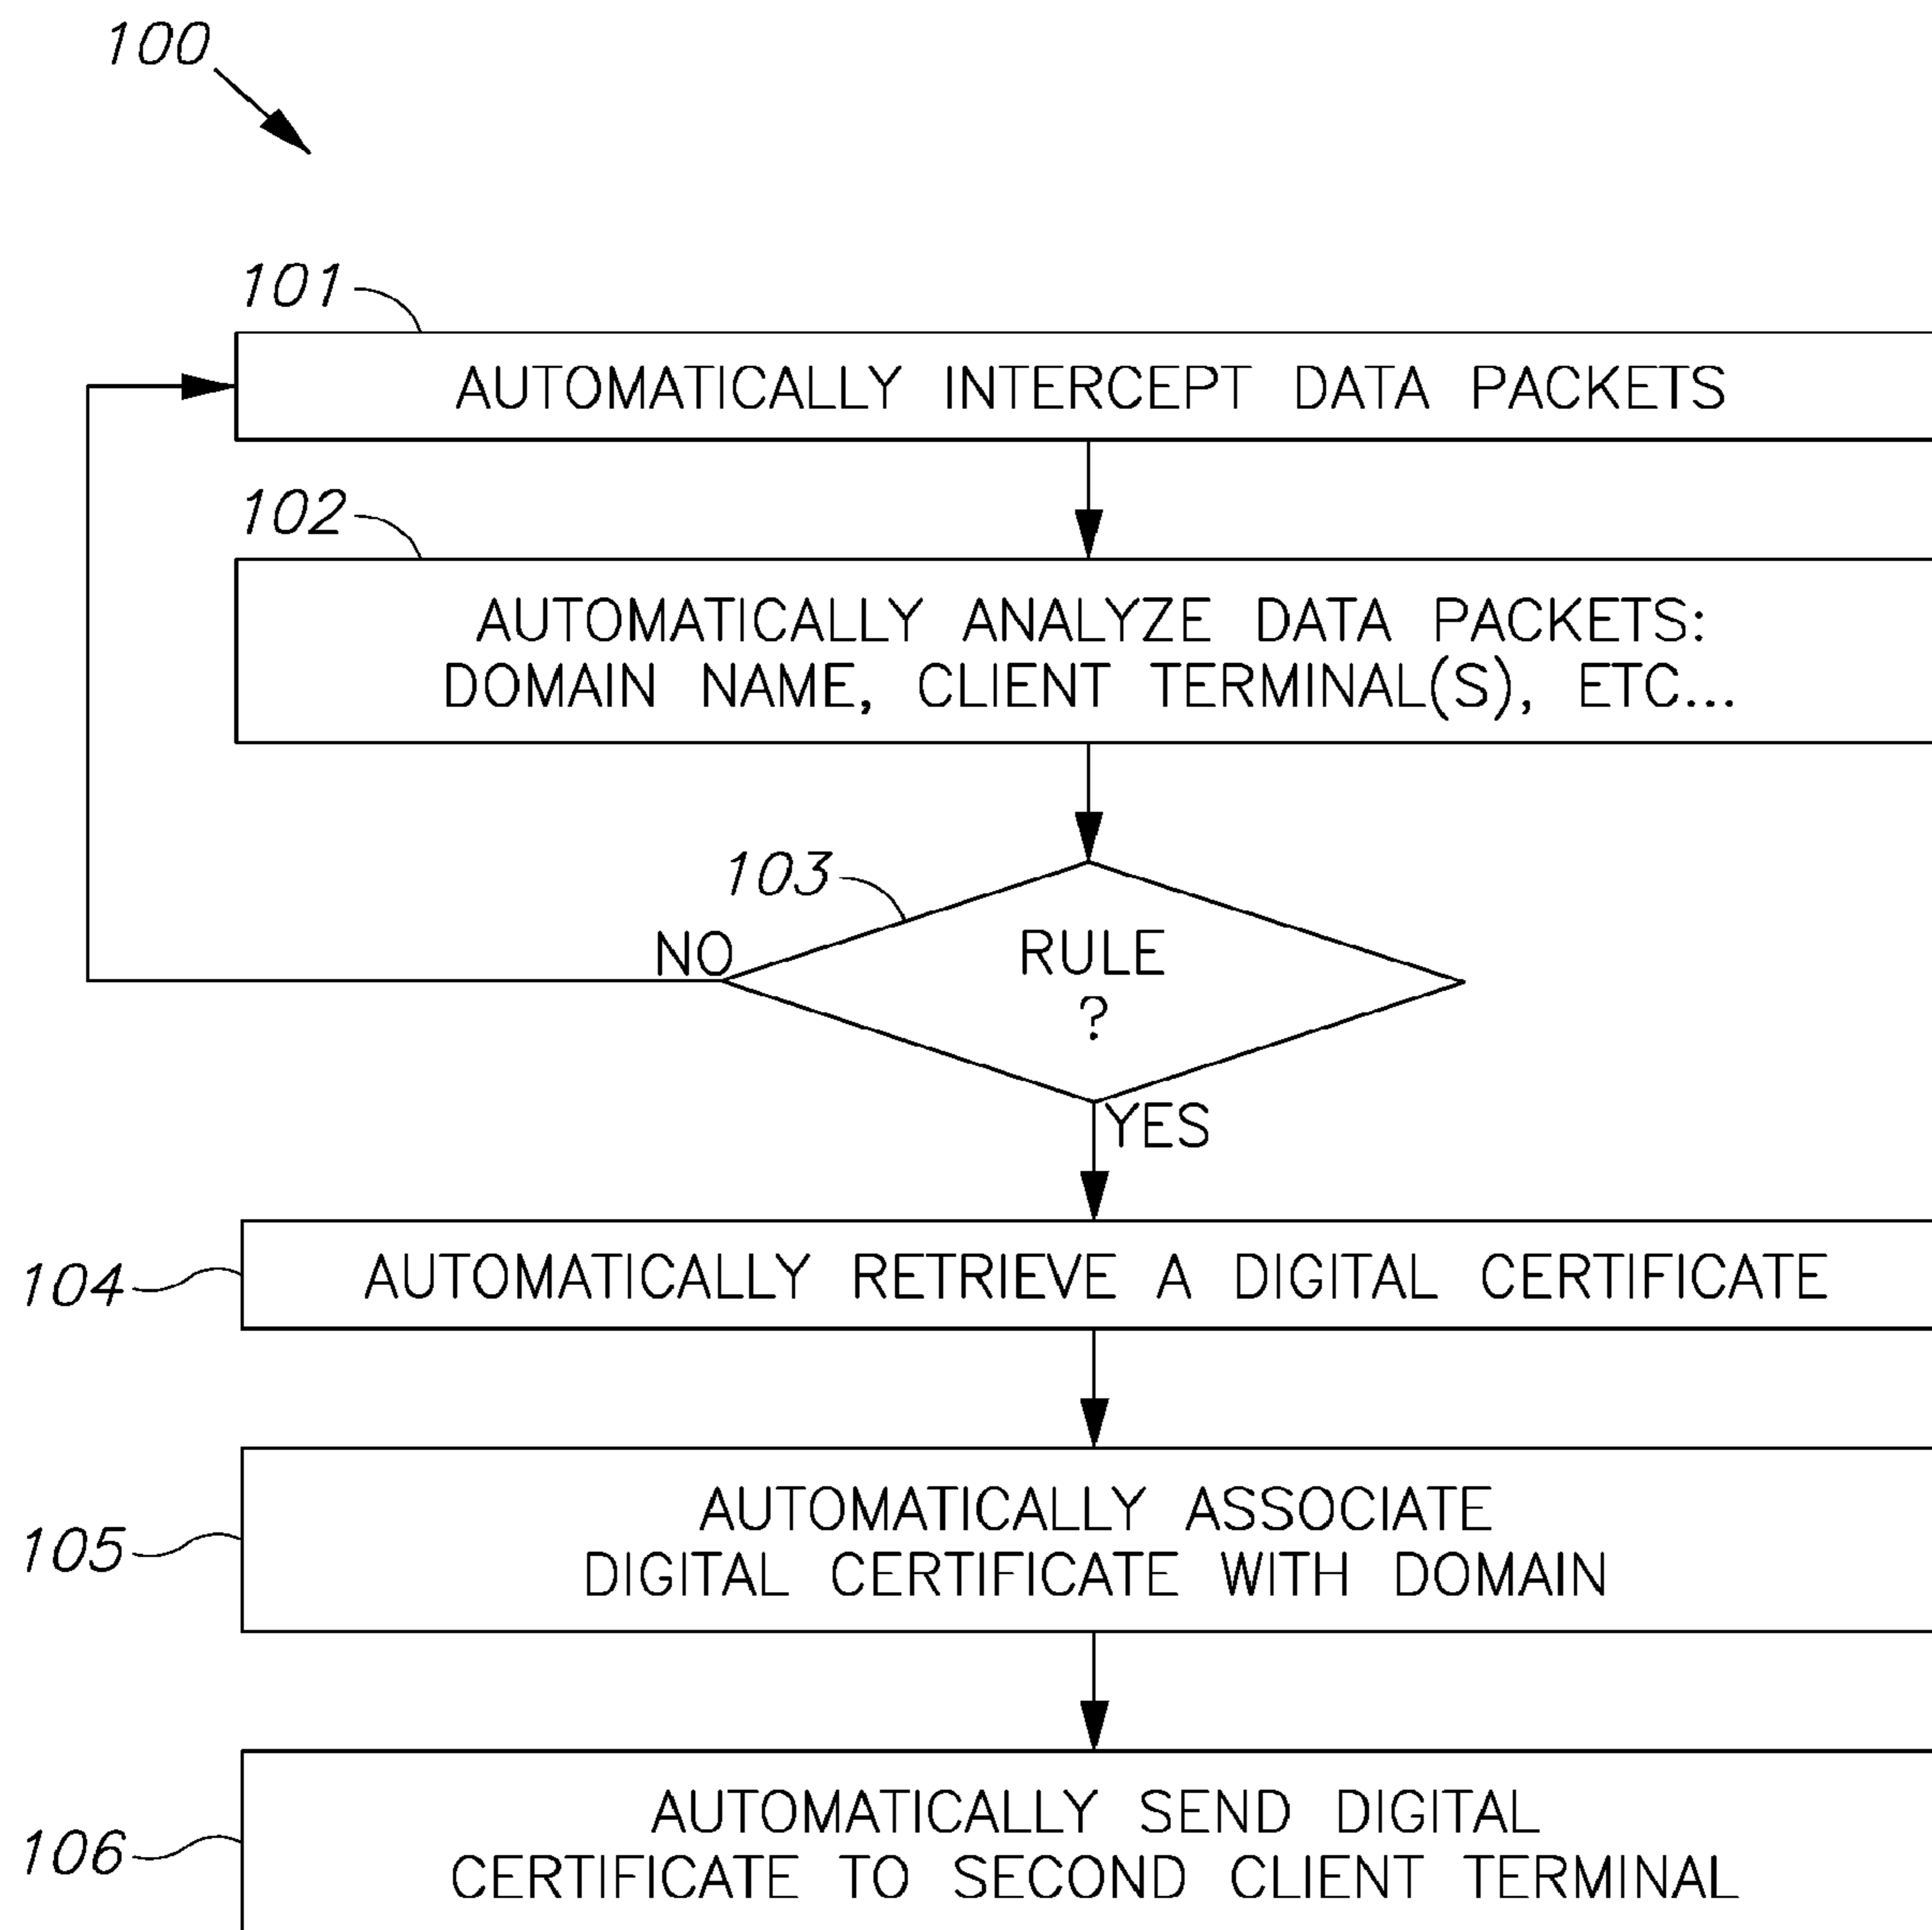 100
101
AUTOMATICALLY INTERCEPT DATA PACKETS
102
AUTOMATICALLY ANALYZE DATA PACKETS:
DOMAIN NAME, CLIENT TERMINAL(S), ETC...
103
NO
RULE
?
YES
104
AUTOMATICALLY RETRIEVE A DIGITAL CERTIFICATE
105
AUTOMATICALLY ASSOCIATE
DIGITAL CERTIFICATE WITH DOMAIN
106
AUTOMATICALLY SEND DIGITAL
CERTIFICATE TO SECOND CLIENT TERMINAL